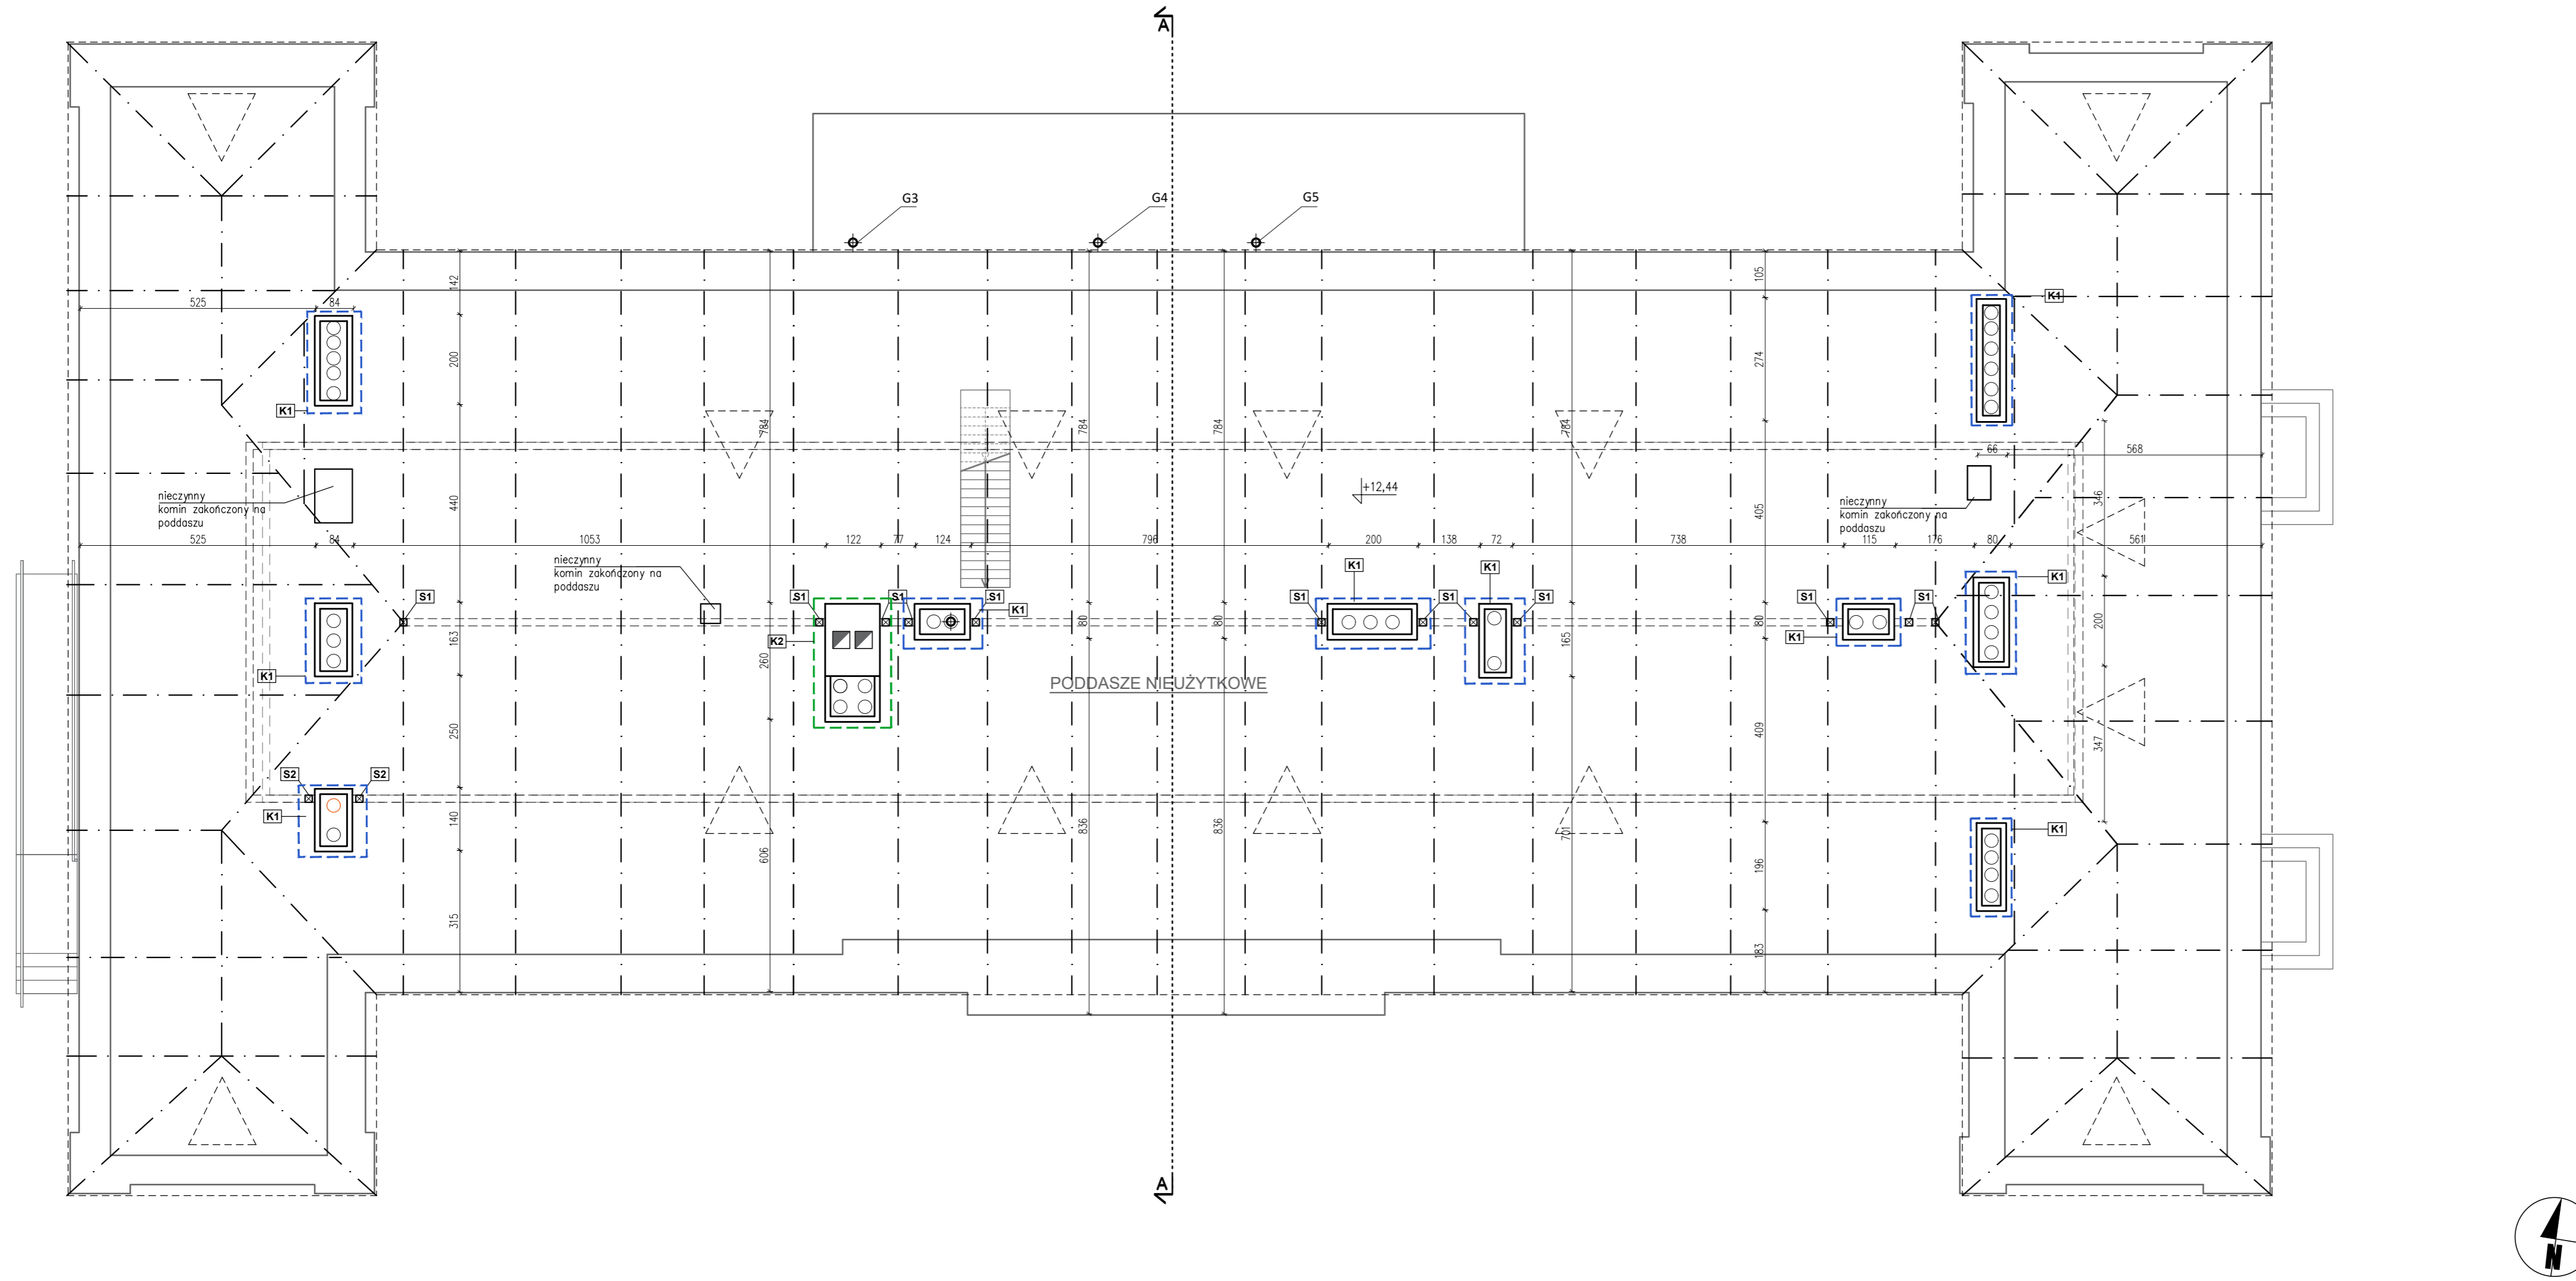 A
G3
G4
G5
142
105
525
84
K1
200
274
K1
784
784
784
784
66
568
+12,44
nieczynny
komin zakończony na
poddaszu
nieczynny
komin zakończony na
poddaszu
440
405
346
525
84
1053
122
77
124
796
200
138
72
738
115
176
80
561
nieczynny
komin zakończony na
poddaszu
K1
K1
K1
S1
S1
S1
S1
S1
S1
S1
S1
S1
K1
80
80
80
200
163
K2
K1
165
260
K1
PODDASZE NIEUŻYTKOWE
250
409
347
S2
S2
K1
140
836
836
701
K1
606
196
315
183
A
N